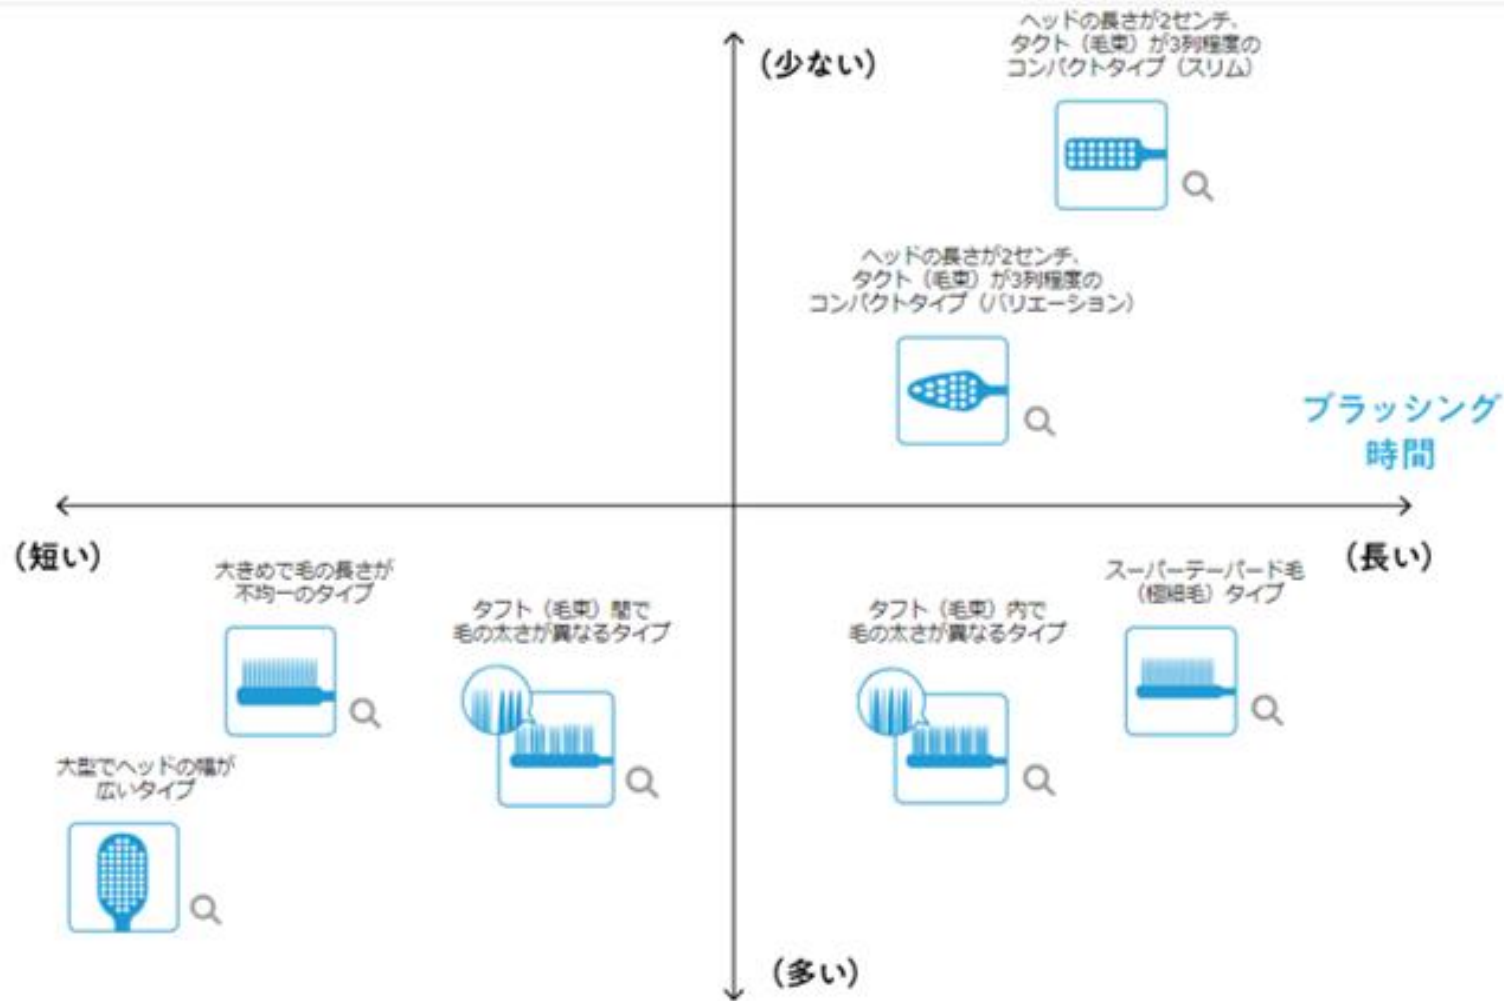 ヘッドの長さが2センチ、
タクト（毛束）が3列程度の
コンパクトタイプ（スリム）
（少ない）
ヘッドの長さが2センチ、
タクト（毛束）が3列程度の
コンパクトタイプ（バリエーション）
ブラッシング
時間
（短い）
（長い）
大きめで毛の長さが
不均一のタイプ
タフト（毛束）間で
毛の太さが異なるタイプ
タフト（毛束）内で
毛の太さが異なるタイプ
スーパーテーパード毛
（極細毛）タイプ
大型でヘッドの幅が
広いタイプ
（多い）